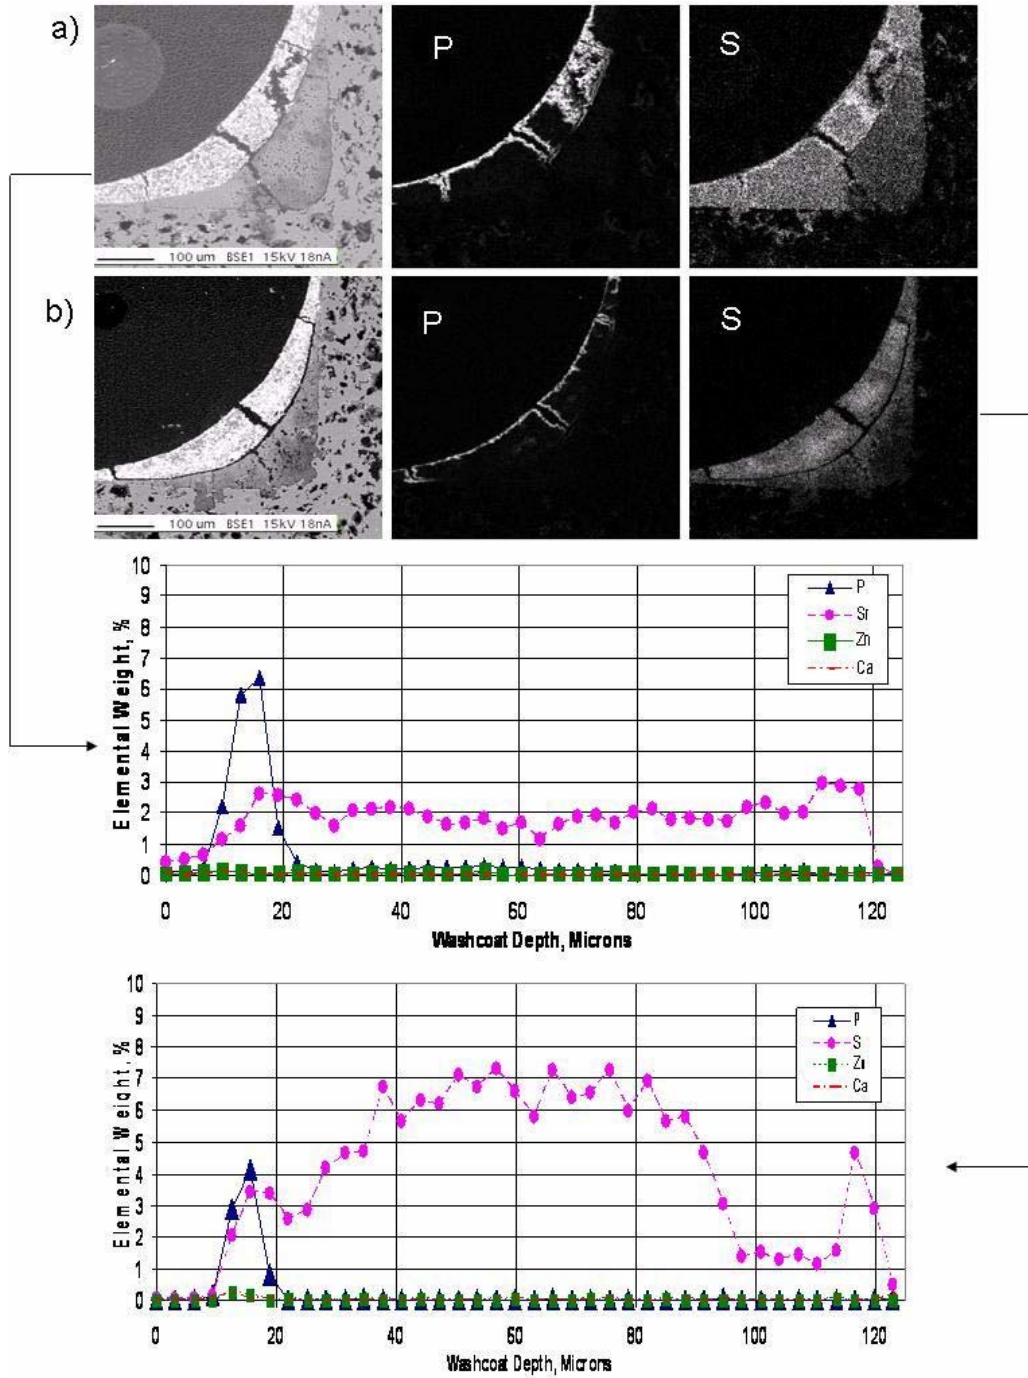 a)
P
S
100 um BSE1 15kV 18nA
b)
P
S
100 um BSE1 15kV 18nA
10
9
8
7
6
5
4
3
2
1
0
Elemental Weight, %
P
Sr
Zn
Ca
0 20 40 60 80 100 120
Washcoat Depth, Microns
10
9
8
7
6
5
4
3
2
1
0
Elemental Weight, %
P
S
Zn
Ca
0 20 40 60 80 100 120
Washcoat Depth, Microns